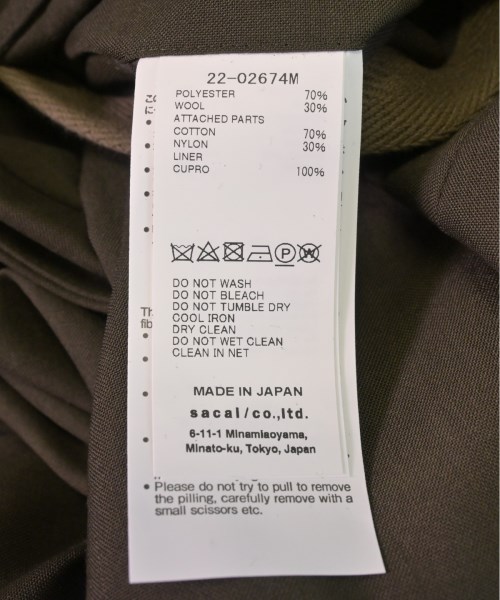 22-02674M
POLYESTER 70%
WOOL 30%
ATTACHED PARTS
COTTON 70%
NYLON 30%
LINER
CUPRO 100%
P W
DO NOT WASH
DO NOT BLEACH
DO NOT TUMBLE DRY
COOL IRON
DRY CLEAN
DO NOT WET CLEAN
CLEAN IN NET
MADE IN JAPAN
sacai/co.,ltd.
6-11-1 Minamiaoyama,
Minato-ku, Tokyo, Japan
• Please do not try to pull to remove
the pilling, carefully remove with a
small scissors etc.